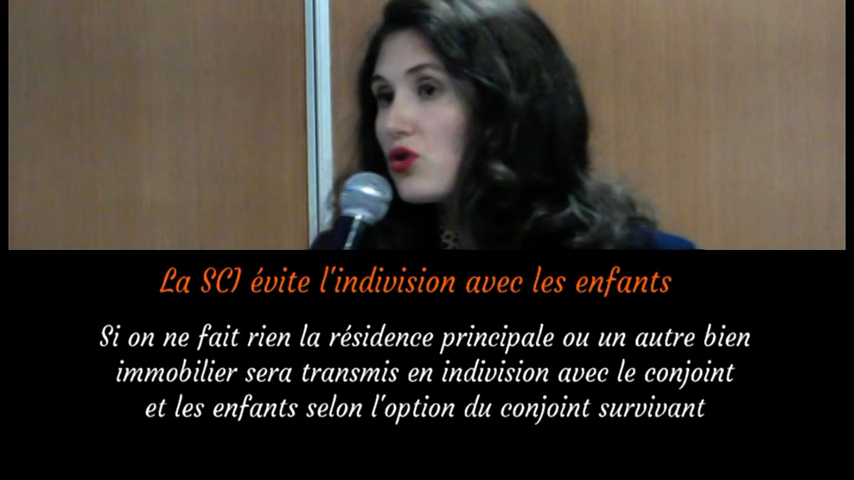 La SCI évite l'indivision avec les enfants
Si on ne fait rien la résidence principale ou un autre bien
immobilier sera transmis en indivision avec le conjoint
et les enfants selon l'option du conjoint survivant